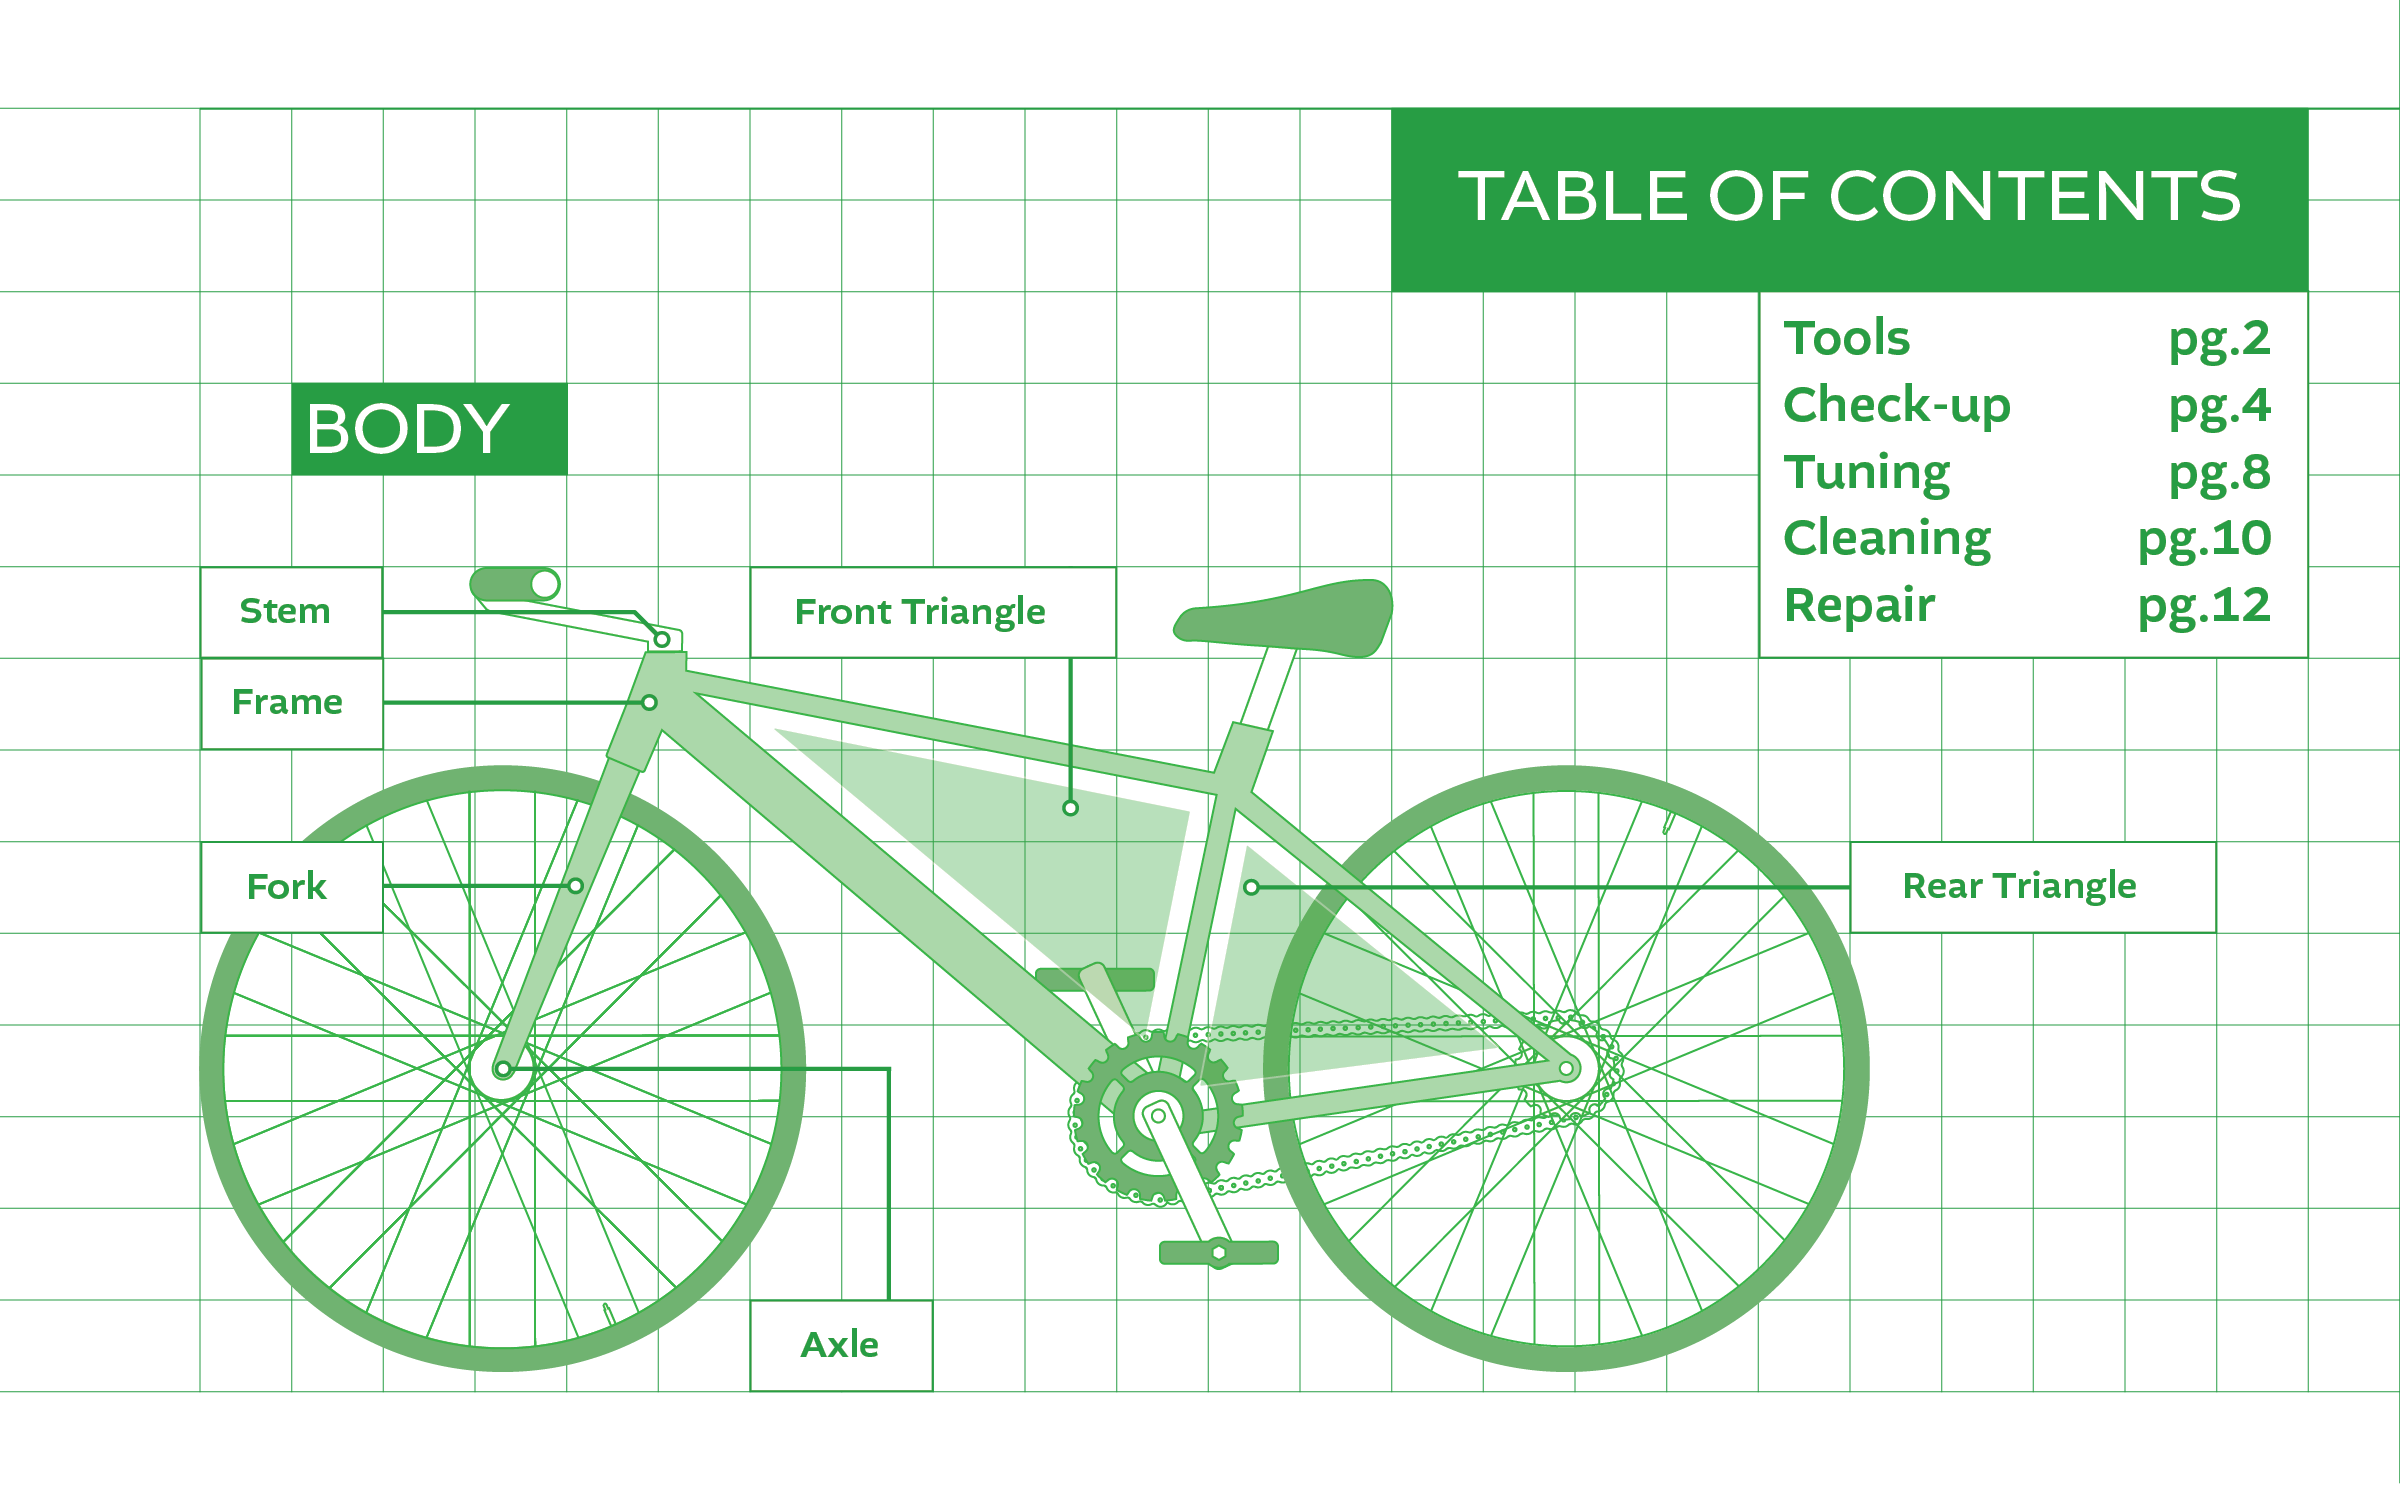 TABLE OF CONTENTS
Tools pg.2
Check-up pg.4
Tuning pg.8
Cleaning pg.10
Repair pg.12
BODY
Stem
Front Triangle
Frame
Fork
Rear Triangle
Axle